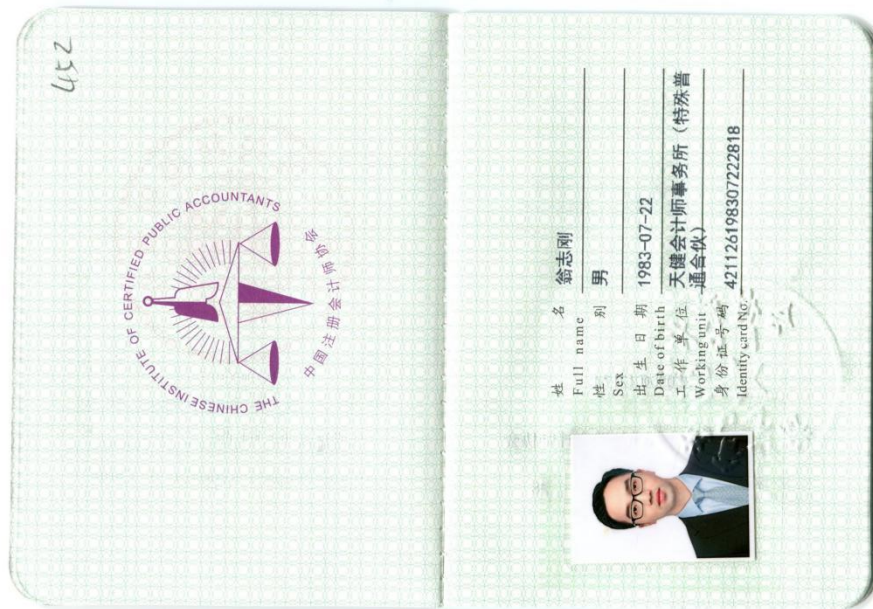 452
THE CHINESE INSTITUTE OF CERTIFIED PUBLIC ACCOUNTANTS
中国注册会计师协会
姓 名 翁志刚
Full name
性 别 男
Sex
出 生 日 期 1983-07-22
Date of birth
工 作 单 位 天健会计师事务所（特殊普
Working unit 通合伙）
身份证号码 421126198307222818
Identity card No.